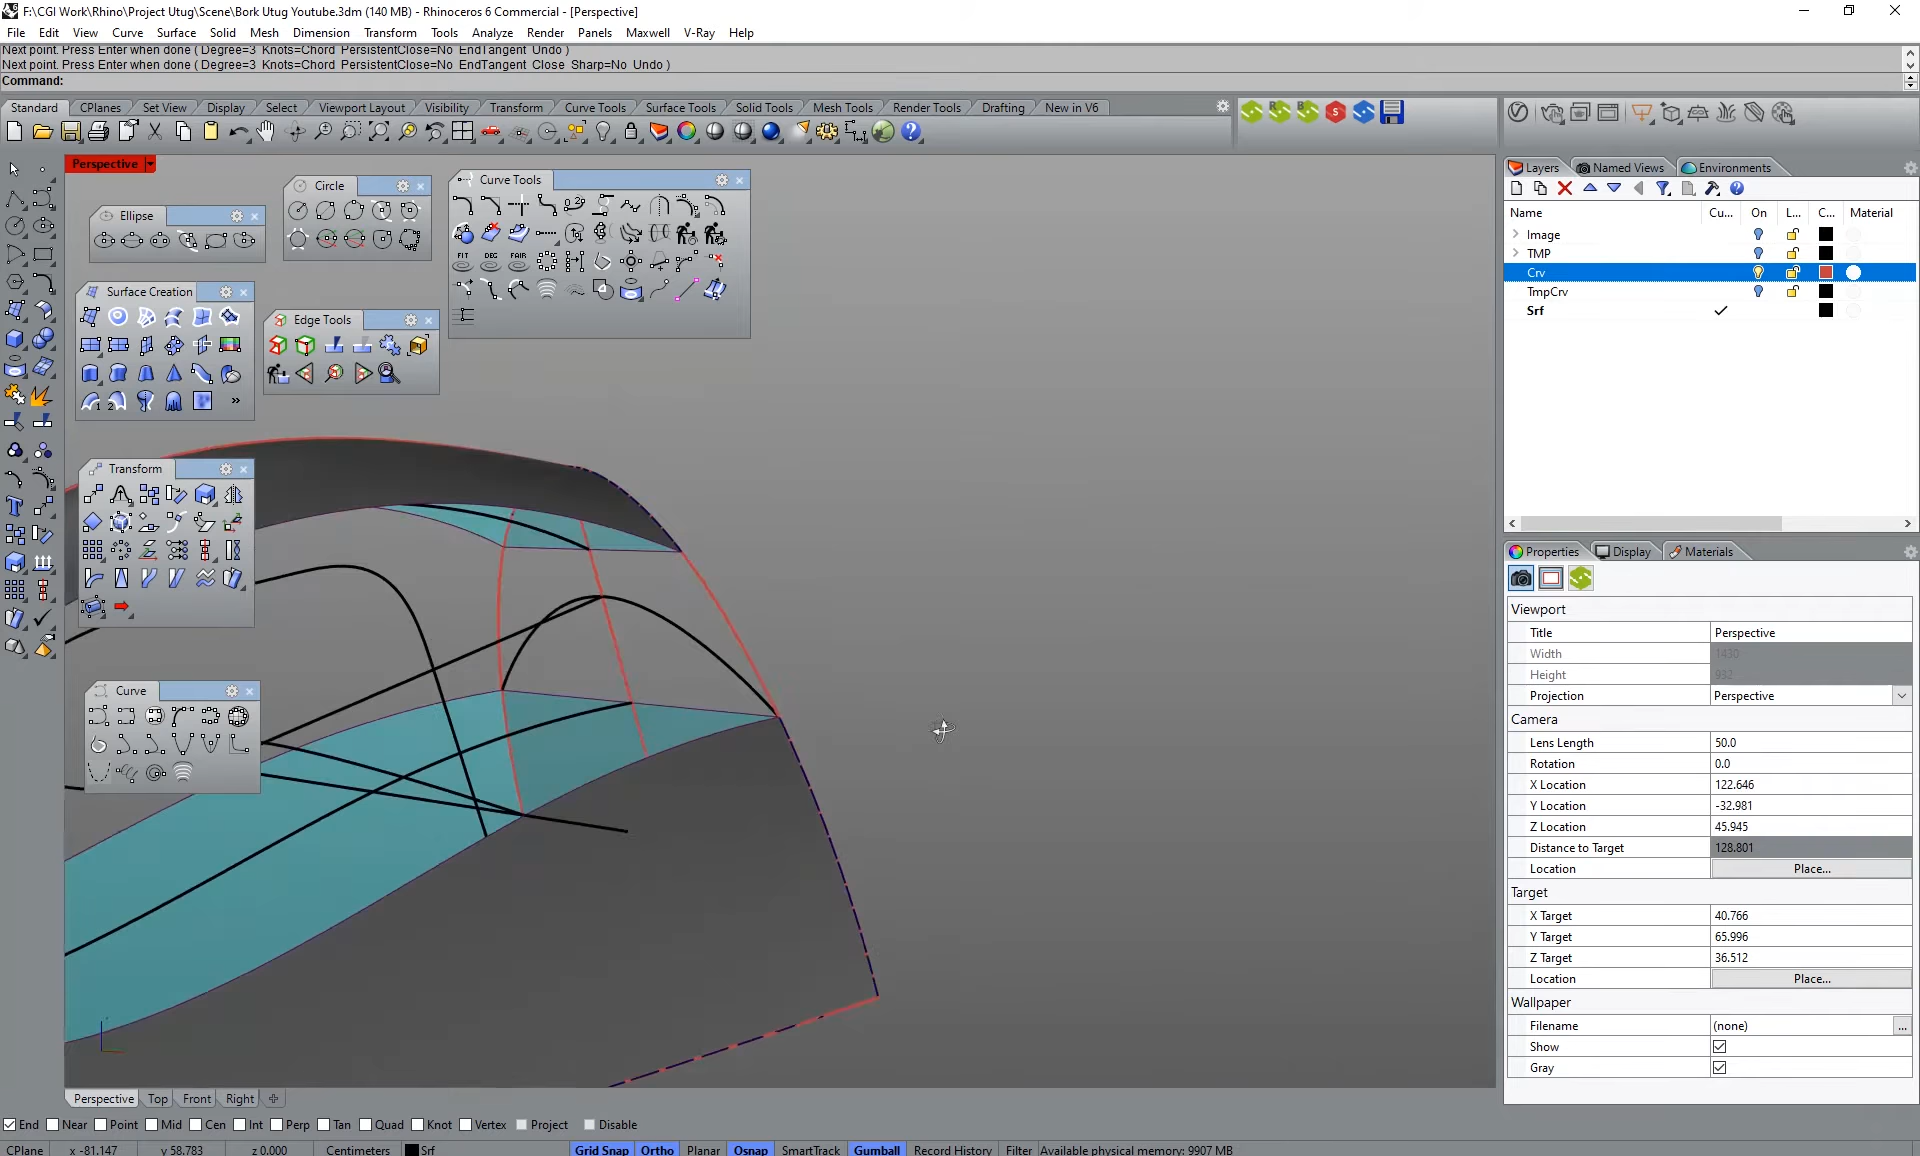 F:\CGI Work\Rhino\Project Utug\Scene\Bork Utug Youtube.3dm (140 MB) - Rhinoceros 6 Commercial - [Perspective]
File Edit View Curve Surface Solid Mesh Dimension Transform Tools Analyze Render Panels Maxwell V-Ray Help
Next point. Press Enter when done ( Degree=3 Knots=Chord PersistentClose=No EndTangent Undo )
Next point. Press Enter when done ( Degree=3 Knots=Chord PersistentClose=No EndTangent Close Sharp=No Undo )
Command:
Standard CPlanes Set View Display Select Viewport Layout Visibility Transform Curve Tools Surface Tools Solid Tools Mesh Tools Render Tools Drafting New in V6
Perspective
Ellipse
Circle
Curve Tools
FIT DEG FAIR
Surface Creation
Edge Tools
Transform
Curve
Layers Named Views Environments
Name Cu... On L... C... Material
Image
TMP
Crv
TmpCrv
Srf
Properties Display Materials
Viewport
Title Perspective
Width 1430
Height 932
Projection Perspective
Camera
Lens Length 50.0
Rotation 0.0
X Location 122.646
Y Location -32.981
Z Location 45.945
Distance to Target 128.801
Location Place...
Target
X Target 40.766
Y Target 65.996
Z Target 36.512
Location Place...
Wallpaper
Filename (none) ...
Show
Gray
Perspective Top Front Right
End Near Point Mid Cen Int Perp Tan Quad Knot Vertex Project Disable
CPlane x -81.147 y 58.783 z 0.000 Centimeters Srf Grid Snap Ortho Planar Osnap SmartTrack Gumball Record History Filter Available physical memory: 9907 MB